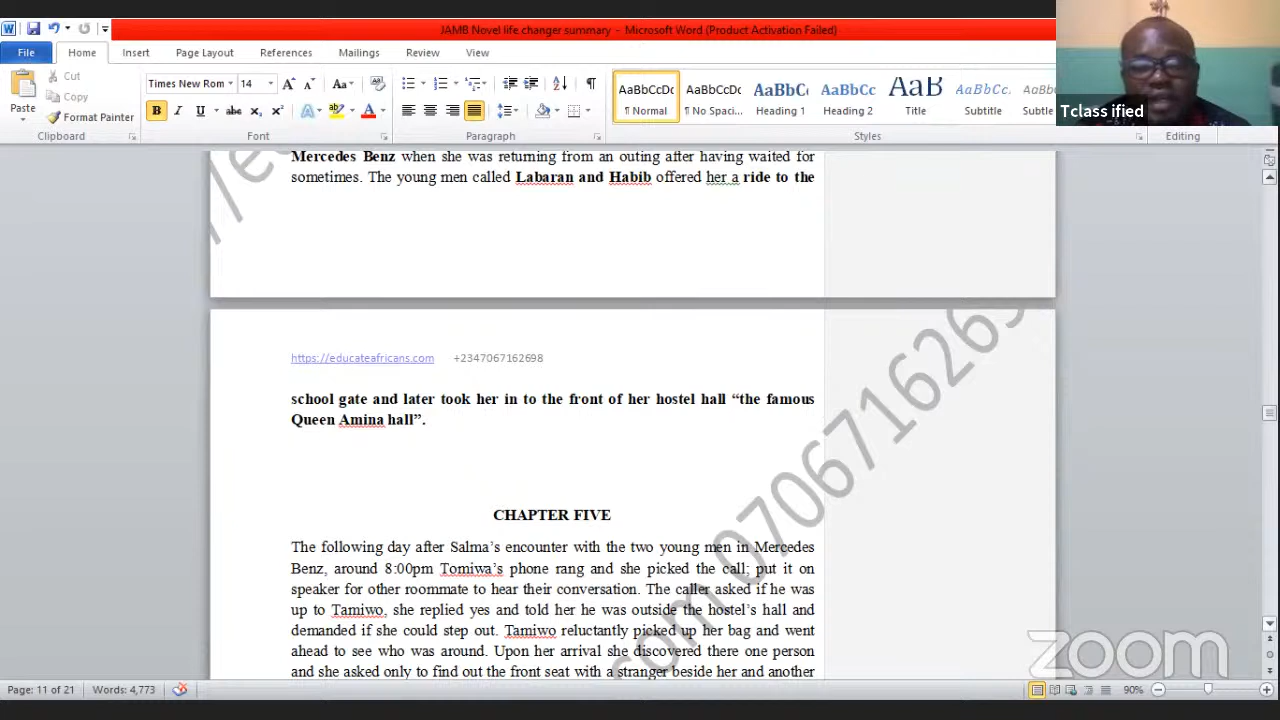 JAMB Novel life changer summary - Microsoft Word (Product Activation Failed)
File Home Insert Page Layout References Mailings Review View
Paste
Cut
Copy
Format Painter
Clipboard
Times New Rom 14
Font
Paragraph
AaBbCcDc AaBbCcDc AaBbC AaBbCc AaB AaBbCc. AaBbCc
¶ Normal ¶ No Spaci... Heading 1 Heading 2 Title Subtitle Subtle
Styles
Editing
Tclass ified
Mercedes Benz when she was returning from an outing after having waited for
sometimes. The young men called Labaran and Habib offered her a ride to the
https://educateafricans.com +2347067162698
school gate and later took her in to the front of her hostel hall “the famous
Queen Amina hall”.
CHAPTER FIVE
The following day after Salma’s encounter with the two young men in Mercedes
Benz, around 8:00pm Tomiwa’s phone rang and she picked the call; put it on
speaker for other roommate to hear their conversation. The caller asked if he was
up to Tamiwo, she replied yes and told her he was outside the hostel’s hall and
demanded if she could step out. Tamiwo reluctantly picked up her bag and went
ahead to see who was around. Upon her arrival she discovered there one person
and she asked only to find out the front seat with a stranger beside her and another
zoom
Page: 11 of 21 Words: 4,773 90%